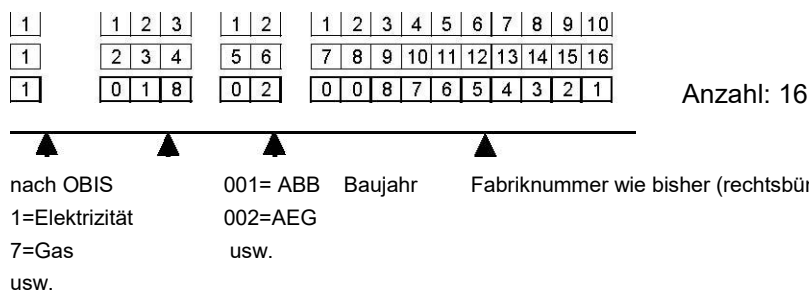 1 1 2 3 1 2 1 2 3 4 5 6 7 8 9 10
1 2 3 4 5 6 7 8 9 10 11 12 13 14 15 16
1 0 1 8 0 2 0 0 8 7 6 5 4 3 2 1 Anzahl: 16
nach OBIS 001= ABB Baujahr Fabriknummer wie bisher
1=Elektrizität 002=AEG
7=Gas usw.
usw.